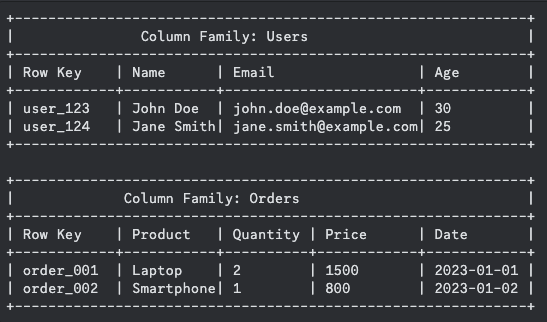 +-------------------------------------------------------------+
|               Column Family: Users                          |
+-------------------------------------------------------------+
| Row Key    | Name      | Email               | Age        |
+------------+-----------+-----------------------+------------+
| user_123   | John Doe  | john.doe@example.com  | 30         |
| user_124   | Jane Smith| jane.smith@example.com| 25         |
+-------------------------------------------------------------+

+-------------------------------------------------------------+
|             Column Family: Orders                           |
+-------------------------------------------------------------+
| Row Key    | Product   | Quantity | Price      | Date       |
+-------------------------------------------------------------+
| order_001  | Laptop    | 2        | 1500       | 2023-01-01 |
| order_002  | Smartphone| 1        | 800        | 2023-01-02 |
+-------------------------------------------------------------+